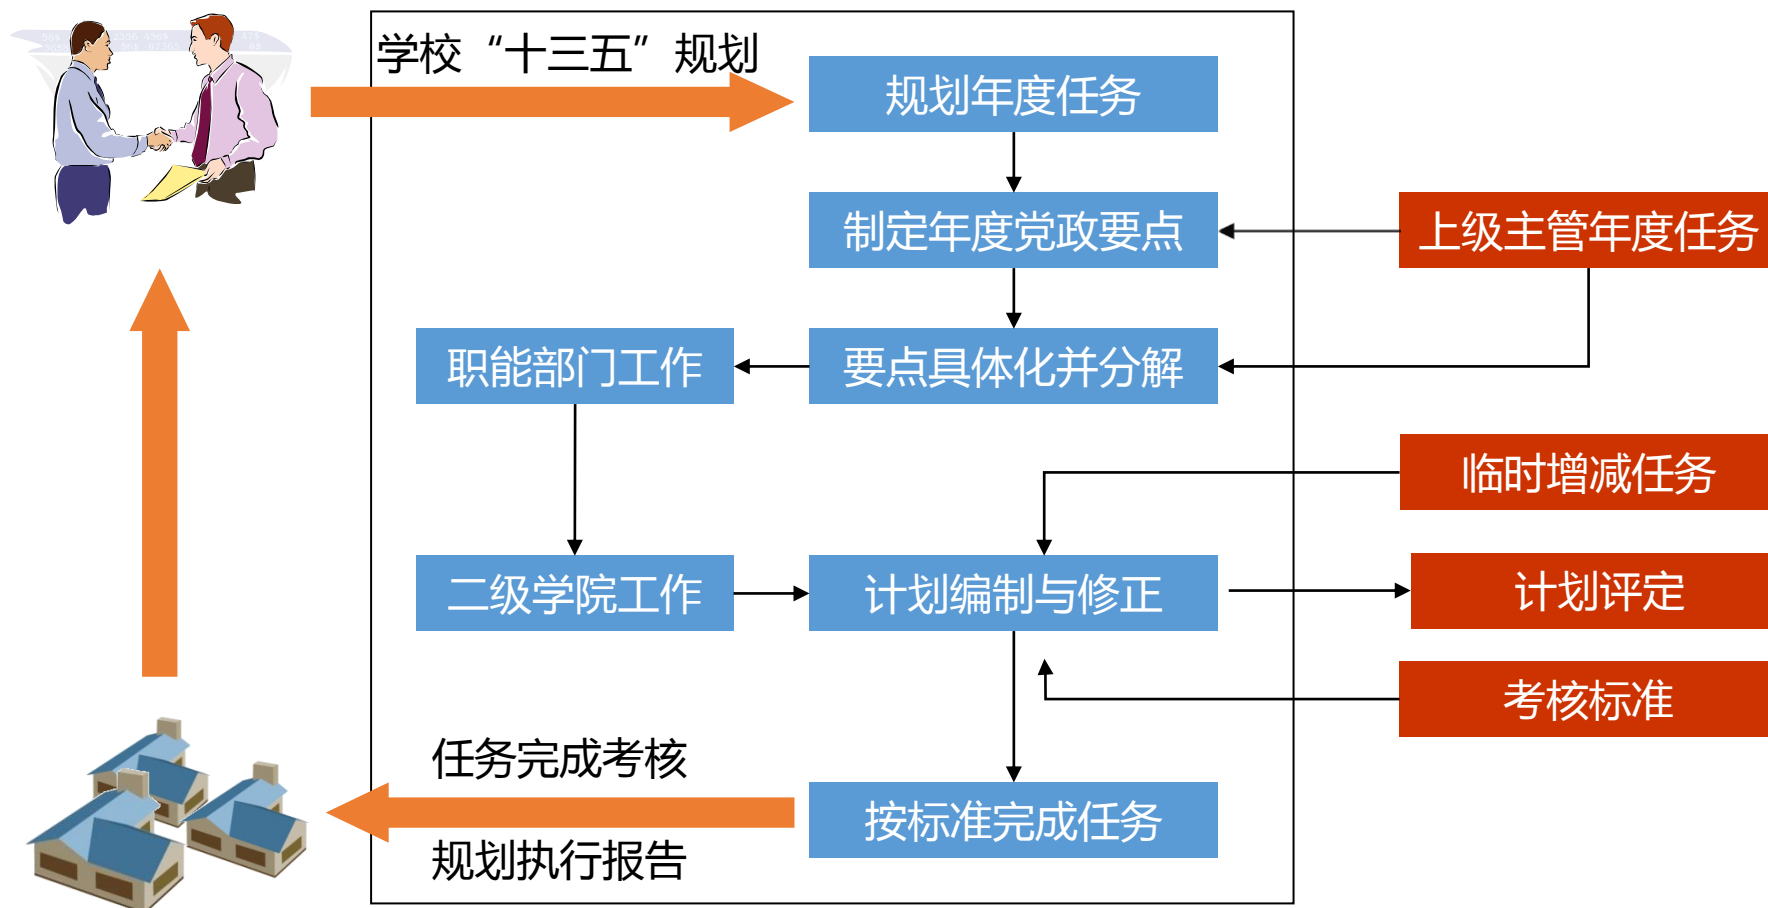 学校“十三五”规划
规划年度任务
制定年度党政要点
上级主管年度任务
职能部门工作
要点具体化并分解
临时增减任务
二级学院工作
计划编制与修正
计划评定
考核标准
任务完成考核
按标准完成任务
规划执行报告